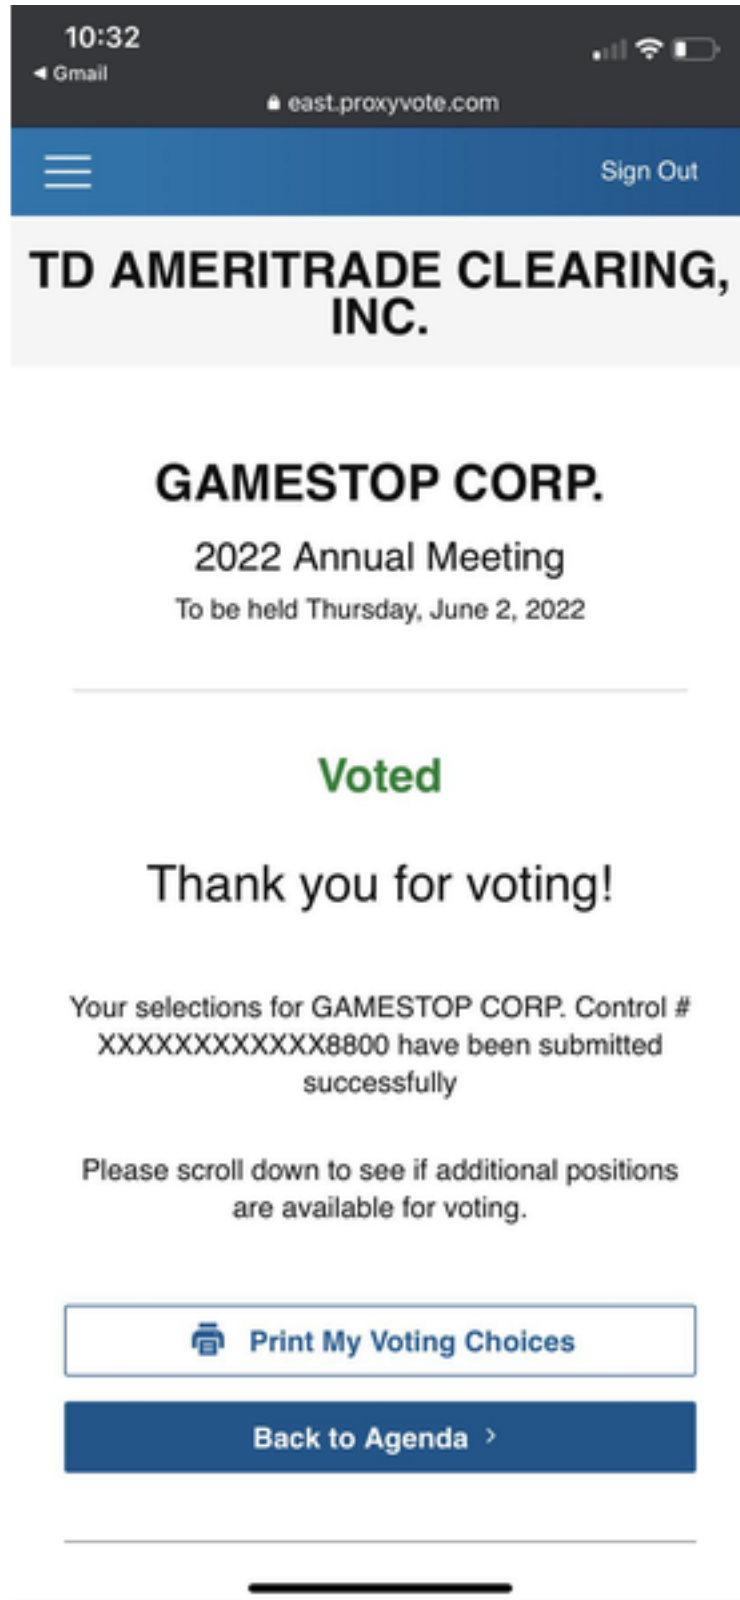 10:32
◄ Gmail
east.proxyvote.com
Sign Out
TD AMERITRADE CLEARING,
INC.
GAMESTOP CORP.
2022 Annual Meeting
To be held Thursday, June 2, 2022
Voted
Thank you for voting!
Your selections for GAMESTOP CORP. Control #
XXXXXXXXXXXX8800 have been submitted
successfully
Please scroll down to see if additional positions
are available for voting.
Print My Voting Choices
Back to Agenda >